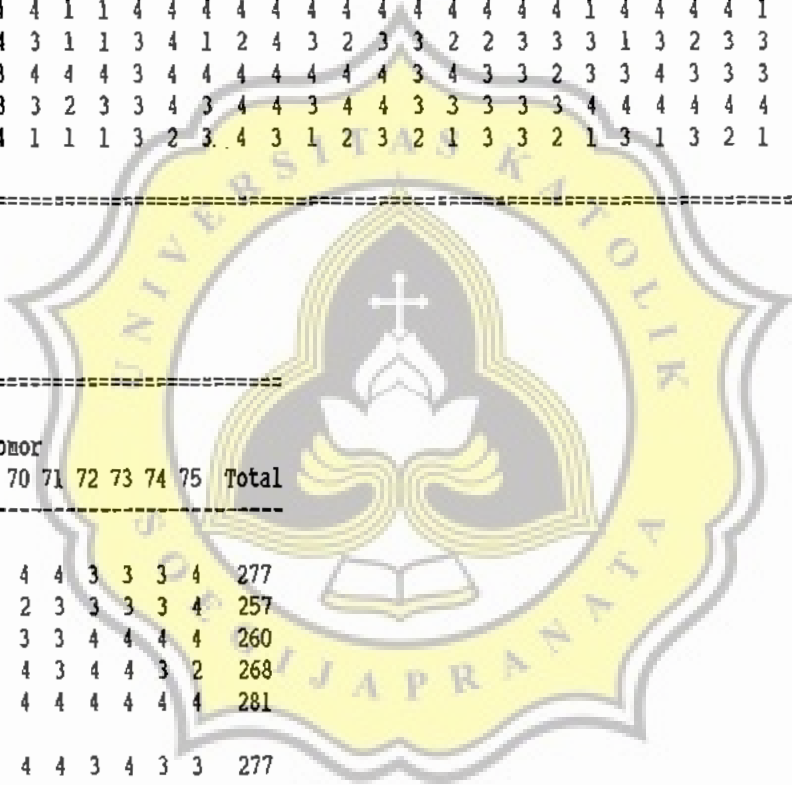 4 1 1 4 4 4 4 4 4 4 4 4 4 4 4 4 1 4 4 4 4 1
3 1 1 3 4 1 2 4 3 2 3 3 2 2 3 3 3 1 3 2 3 3
4 4 4 3 4 4 4 4 4 4 3 4 3 3 2 3 3 4 3 3 3
3 2 3 3 4 3 4 4 3 4 4 3 3 3 3 3 4 4 4 4 4 4
1 1 1 3 2 3 4 3 1 2 3 2 1 3 3 2 1 3 1 3 2 1
UNIVERSITAS KATOLIK
70 71 72 73 74 75 Total
4 4 3 3 3 4 277
2 3 3 3 3 4 257
3 3 4 4 4 4 260
4 3 4 4 3 2 268
4 4 4 4 4 4 281
4 4 3 4 3 3 277
SOEGIJAPRANATA